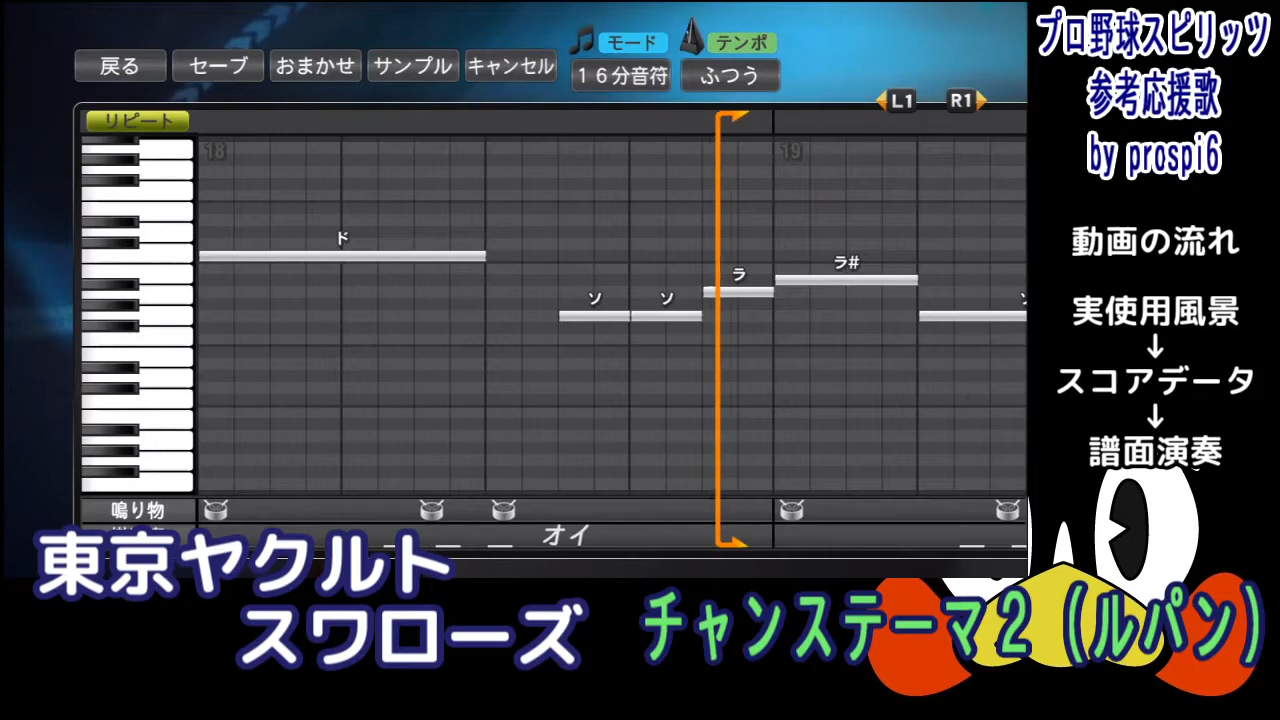 モード
テンポ
戻る
セーブ
おまかせ
サンプル
キャンセル
16分音符
ふつう
L1
R1
リピート
18
19
ド
ソ
ソ
ラ
ラ#
鳴り物
オイ
プロ野球スピリッツ
参考応援歌
by prospi6
動画の流れ
実使用風景
↓
スコアデータ
↓
譜面演奏
東京ヤクルト
スワローズ
チャンステーマ2(ルパン)